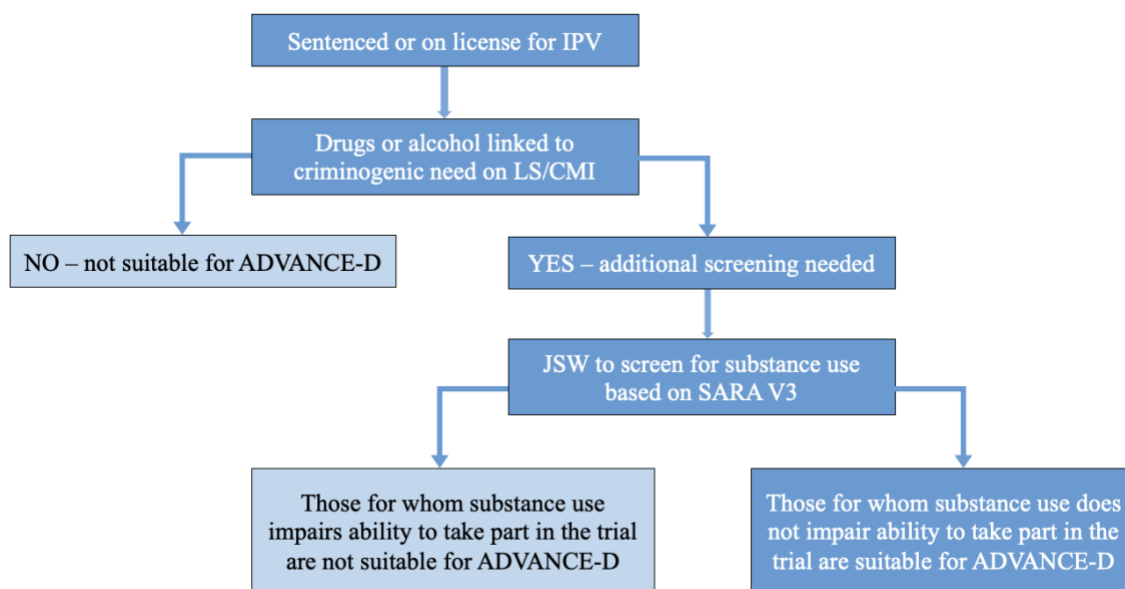 Sentenced or on license for IPV
Drugs or alcohol linked to
criminogenic need on LS/CMI
NO – not suitable for ADVANCE-D
YES – additional screening needed
JSW to screen for substance use
based on SARA V3
Those for whom substance use
impairs ability to take part in the trial
are not suitable for ADVANCE-D
Those for whom substance use does
not impair ability to take part in the
trial are suitable for ADVANCE-D